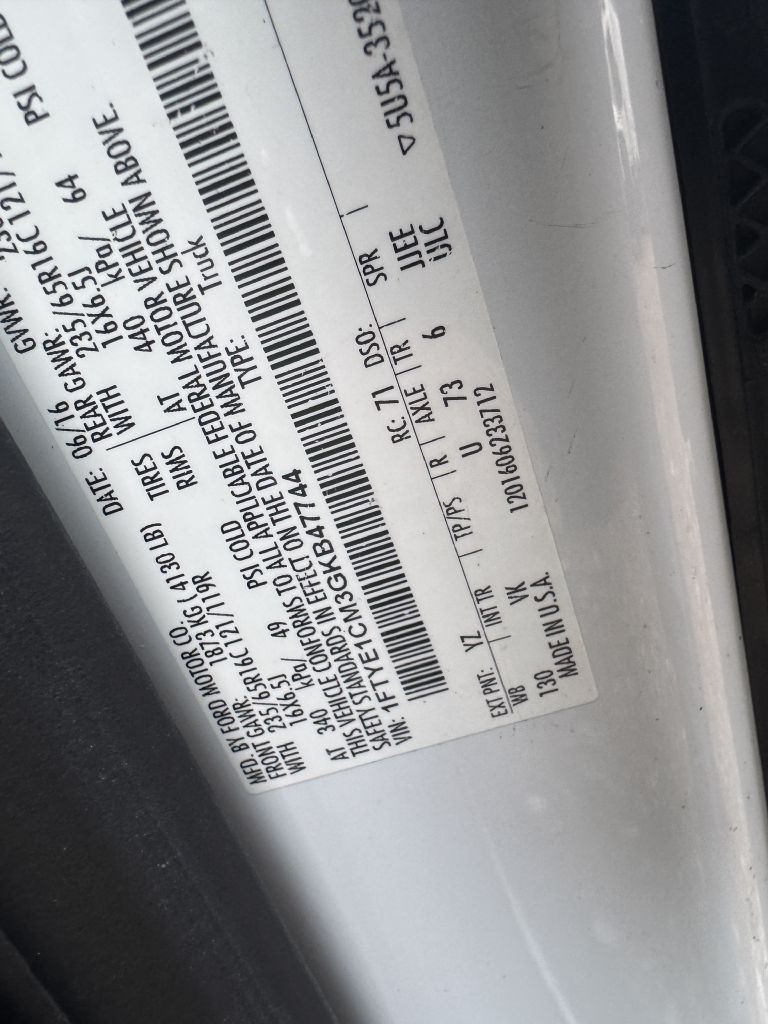 MFD. BY FORD MOTOR CO.
DATE: 06/16
GVWR:
FRONT GAWR: 1873 KG (4130 LB)
REAR GAWR:
235/65R16C 121/119R
TIRES
WITH
235/65R16C 121/
WITH 16X6.5J
RIMS
16X6.5J
AT 340 kPa/ 49 PSI COLD
AT 440 kPa/ 64 PSI COLD
THIS VEHICLE CONFORMS TO ALL APPLICABLE FEDERAL MOTOR VEHICLE
SAFETY STANDARDS IN EFFECT ON THE DATE OF MANUFACTURE SHOWN ABOVE.
VIN: 1FTYE1CM3GKB47744
TYPE: Truck
EXT PNT: YZ RC: 71 DSO:
WB INT TR TP/PS R AXLE TR SPR
130 VK U 73 6 JJEE
MADE IN U.S.A. IJLC
1201606233712
▽5U5A-3520